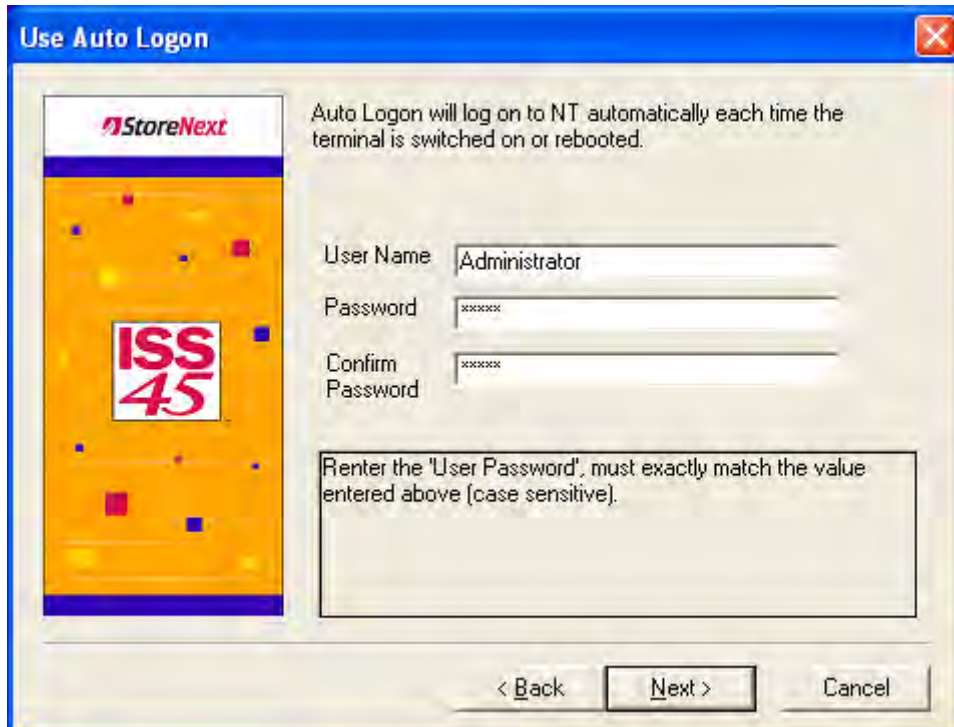 Use Auto Logon
StoreNext
Auto Logon will log on to NT automatically each time the
terminal is switched on or rebooted.
User Name
Administrator
Password
*****
Confirm
Password
*****
ISS
45
Renter the 'User Password', must exactly match the value
entered above (case sensitive).
< Back
Next >
Cancel